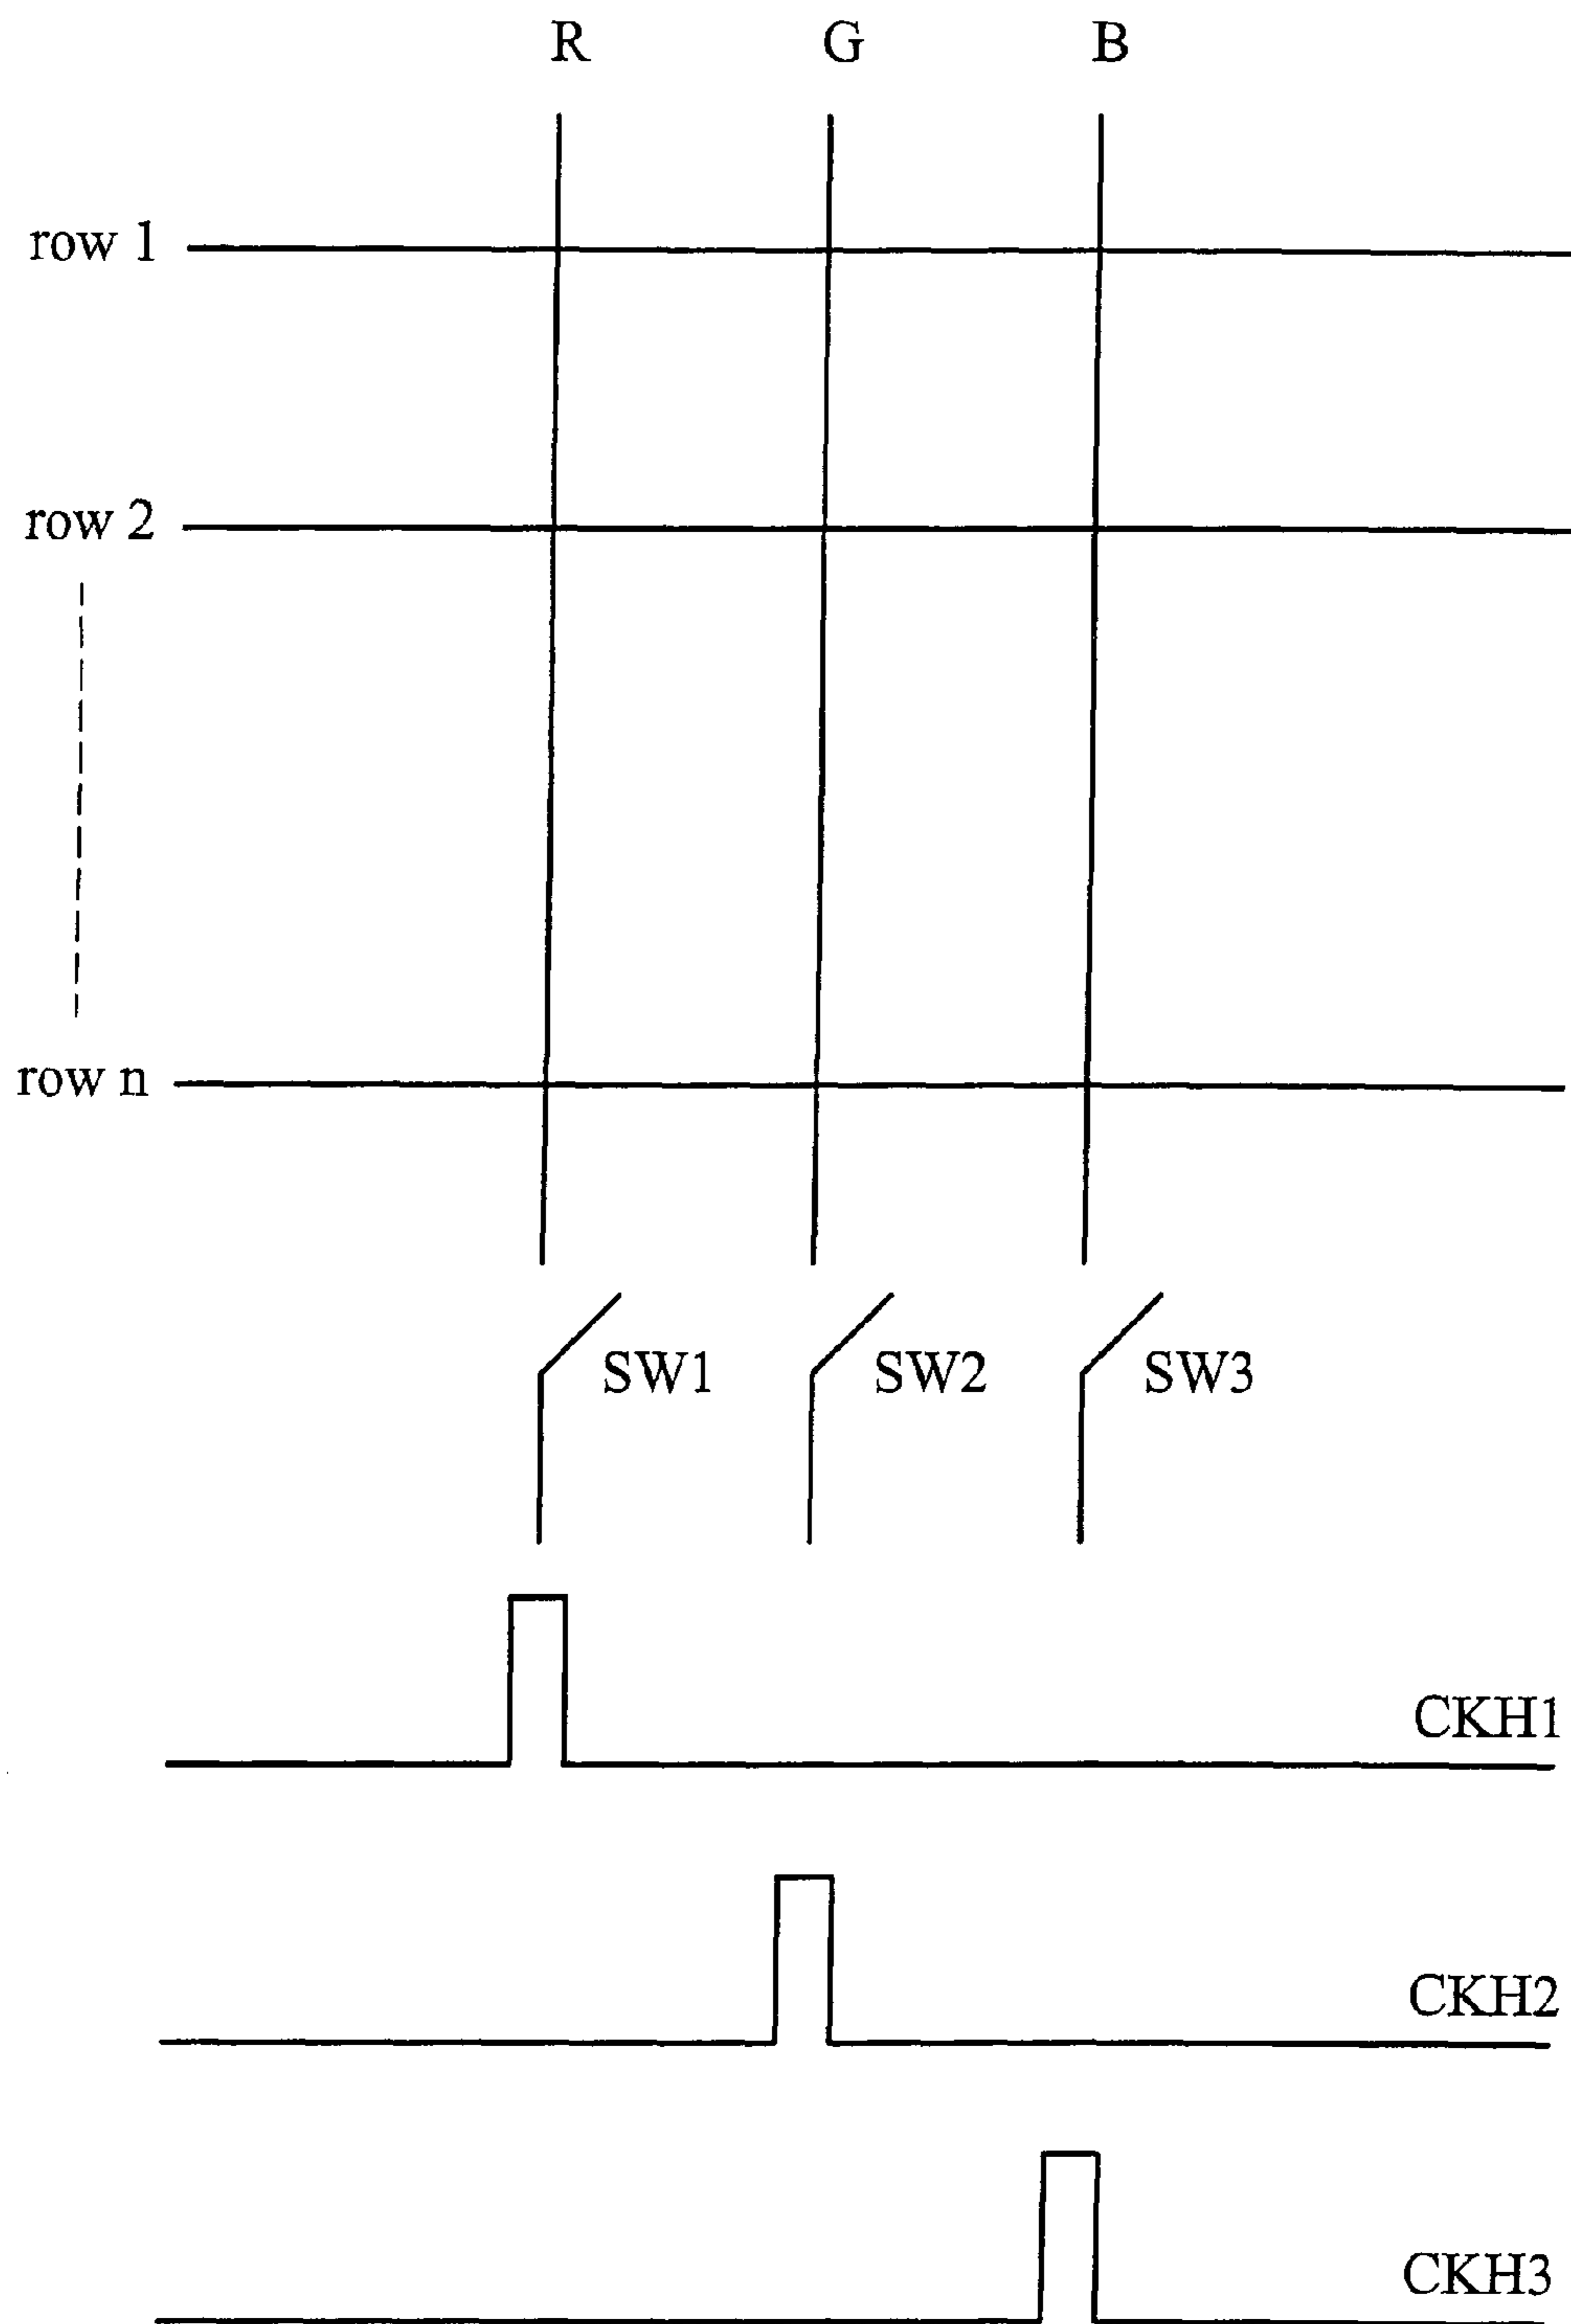 R G B
row 1
row 2
row n
SW1 SW2 SW3
CKH1
CKH2
CKH3